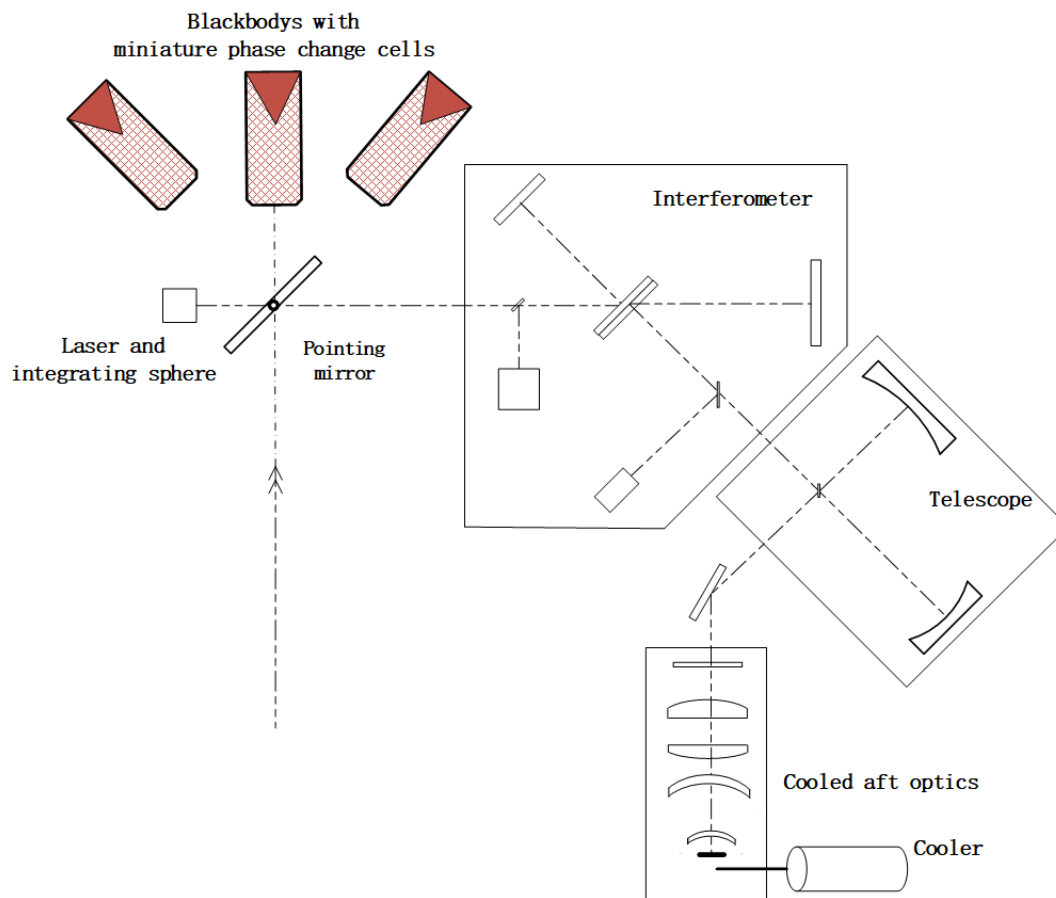 Blackbodys with
miniature phase change cells
Interferometer
Laser and
integrating sphere
Pointing
mirror
Telescope
Cooled aft optics
Cooler